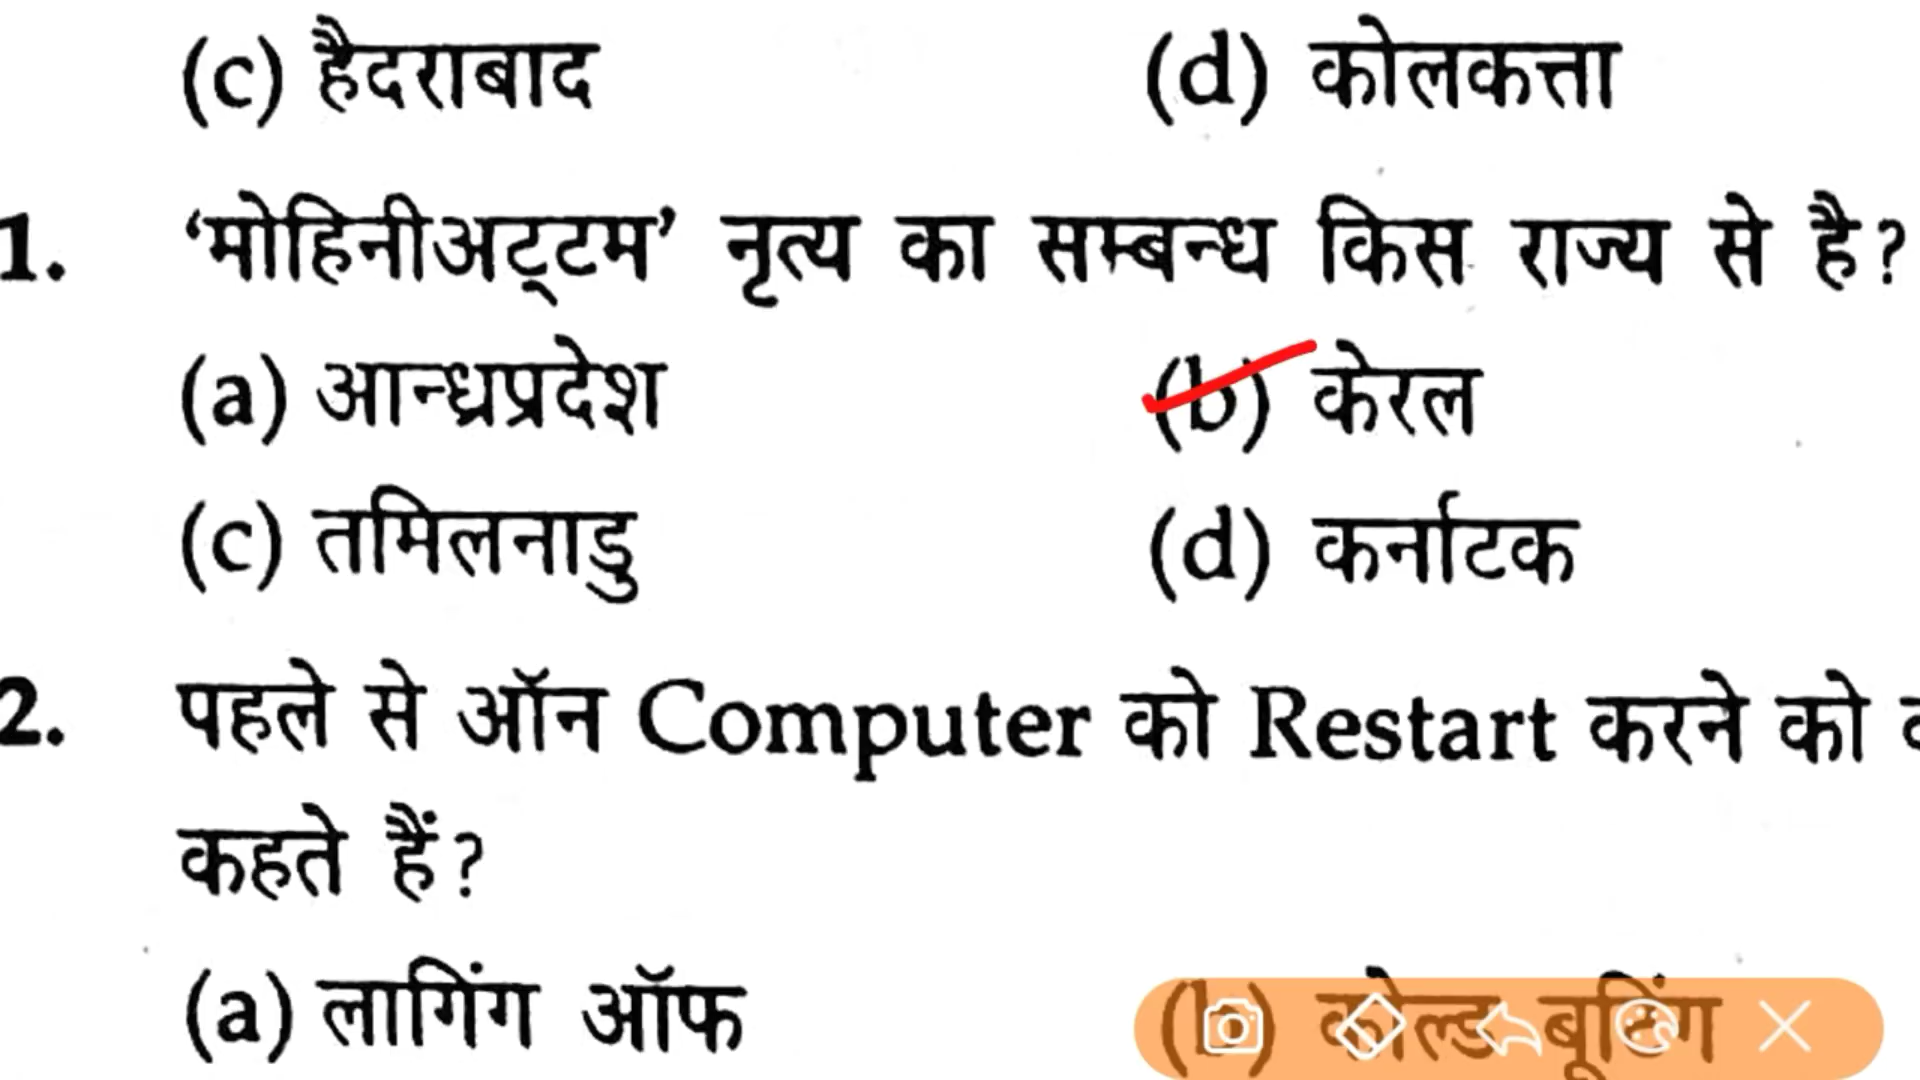 (c) हैदराबाद (d) कोलकत्ता
1. ‘मोहिनीअट्‌टम’ नृत्य का सम्बन्ध किस राज्य से है?
(a) आन्ध्रप्रदेश (b) केरल
(c) तमिलनाडु (d) कर्नाटक
2. पहले से ऑन Computer को Restart करने को
कहते हैं?
(a) लागिंग ऑफ (b) कोल्ड बूटिंग